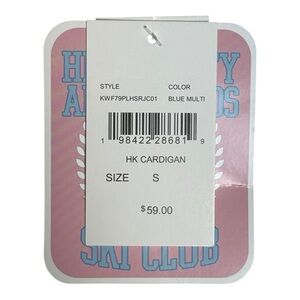 STYLE COLOR
KWF79PLHSRJC01 BLUE MULTI
1 98422 28681 9
HK CARDIGAN
SIZE S
$59.00
SKI CLUB